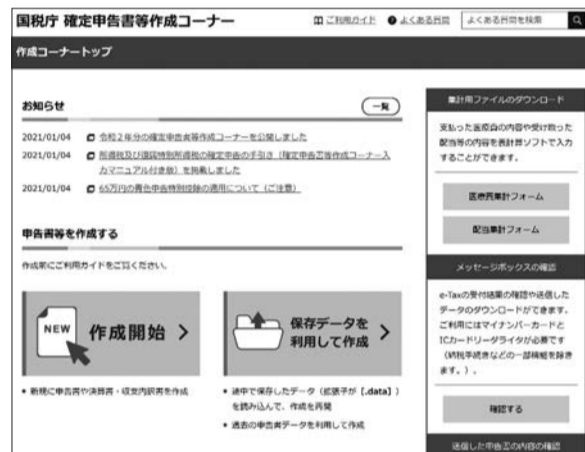 国税庁 確定申告書等作成コーナー
ご利用ガイド
よくある質問
よくある質問を検索
作成コーナートップ
お知らせ
一覧
2021/01/04 令和2年分の確定申告書等作成コーナーを公開しました
2021/01/04 所得税及び復興特別所得税の確定申告の手引き(確定申告書等作成コーナー入
力マニュアル付き版)を掲載しました
2021/01/04 65万円の青色申告特別控除の適用について(ご注意)
申告書等を作成する
作成前にご利用ガイドをご覧ください。
NEW
作成開始
• 新規に申告書や決算書・収支内訳書を作成
保存データを
利用して作成
• 途中で保存したデータ(拡張子が[.data])
を読み込んで、作成を再開
• 過去の申告書データを利用して作成
集計用ファイルのダウンロード
支払った医療費の内容や受け取った
配当等の内容を表計算ソフトで入力
することができます。
医療費集計フォーム
配当集計フォーム
メッセージボックスの確認
e-Taxの受付結果の確認や送信した
データのダウンロードができます。
ご利用にはマイナンバーカードと
ICカードリーダライタが必要です
(納税手続きなどの一部機能を除き
ます。)。
確認する
送信した申告書の内容の確認